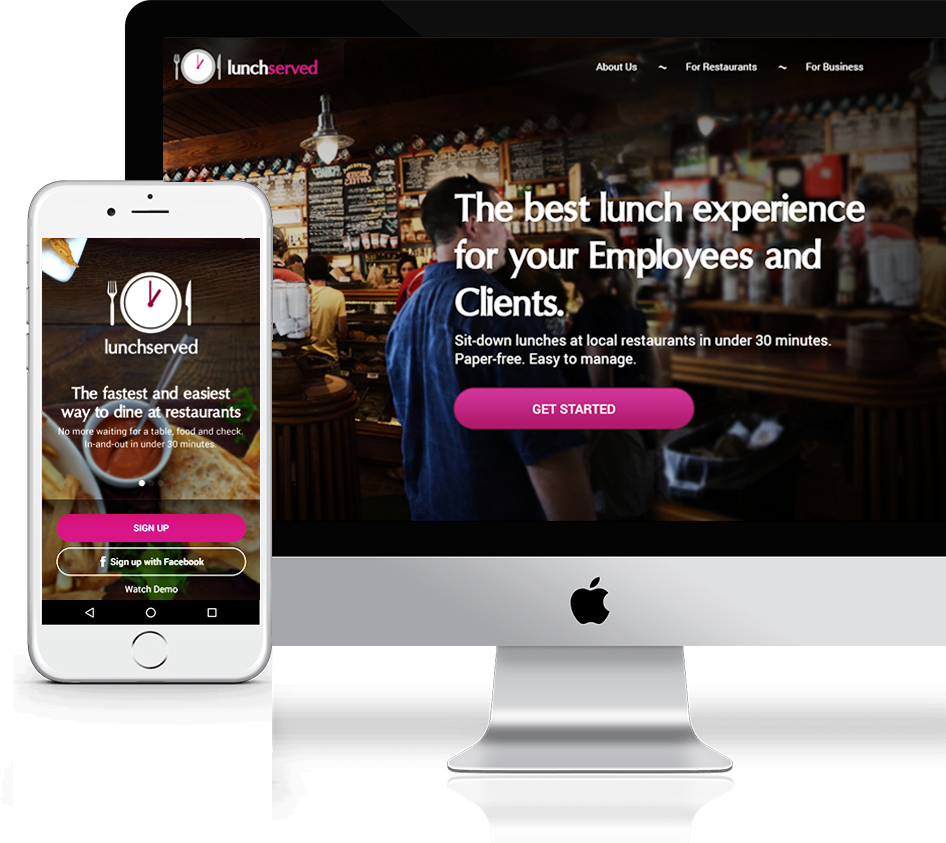 lunchserved
About Us ~ For Restaurants ~ For Business
The best lunch experience
for your Employees and
Clients.
Sit-down lunches at local restaurants in under 30 minutes.
Paper-free. Easy to manage.
GET STARTED
lunchserved
The fastest and easiest
way to dine at restaurants
No more waiting for a table, food and check.
In-and-out in under 30 minutes.
SIGN UP
f Sign up with Facebook
Watch Demo